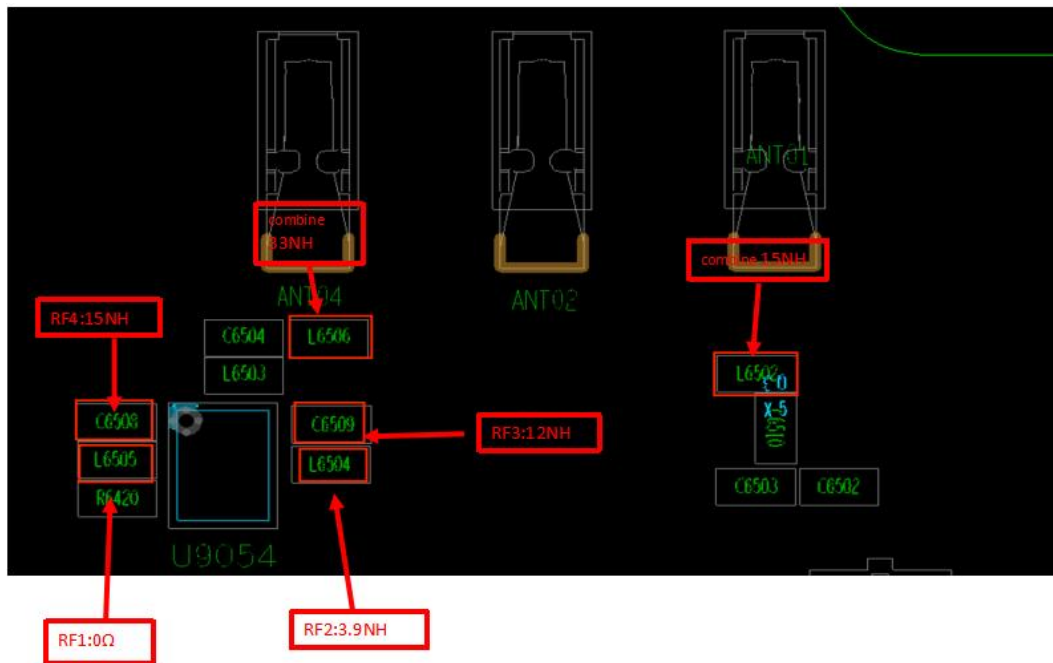 ANT01
combine
33NH
combine 15NH
ANT04
ANT02
RF4:15NH
C6504
L6506
L6503
L6502
C6508
C6509
RF3:12NH
X-5
L6505
L6504
R6420
C6503
C6502
U9054
RF1:0Ω
RF2:3.9NH